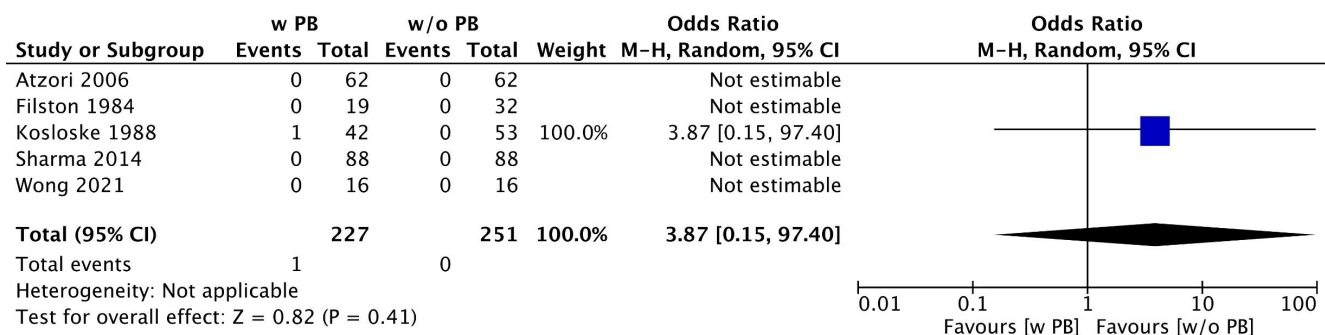 w PB w/o PB Odds Ratio Odds Ratio
Study or Subgroup Events Total Events Total Weight M-H, Random, 95% CI M-H, Random, 95% CI
Atzori 2006 0 62 0 62 Not estimable
Filston 1984 0 19 0 32 Not estimable
Kosloske 1988 1 42 0 53 100.0% 3.87 [0.15, 97.40]
Sharma 2014 0 88 0 88 Not estimable
Wong 2021 0 16 0 16 Not estimable
Total (95% CI) 227 251 100.0% 3.87 [0.15, 97.40]
Total events 1 0
Heterogeneity: Not applicable
Test for overall effect: Z = 0.82 (P = 0.41)
0.01 0.1 1 10 100
Favours [w PB] Favours [w/o PB]